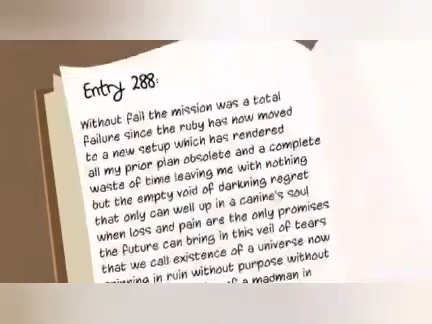 Entry 288:
Without fail the mission was a total
failure since the ruby has now moved
to a new setup which has rendered
all my prior plan obsolete and a complete
waste of time leaving me with nothing
but the empty void of darkning regret
that only can well up in a canine's soul
when loss and pain are the only promises
the future can bring in this veil of tears
that we call existence of a universe now
spinning in ruin without purpose without
of a madman in